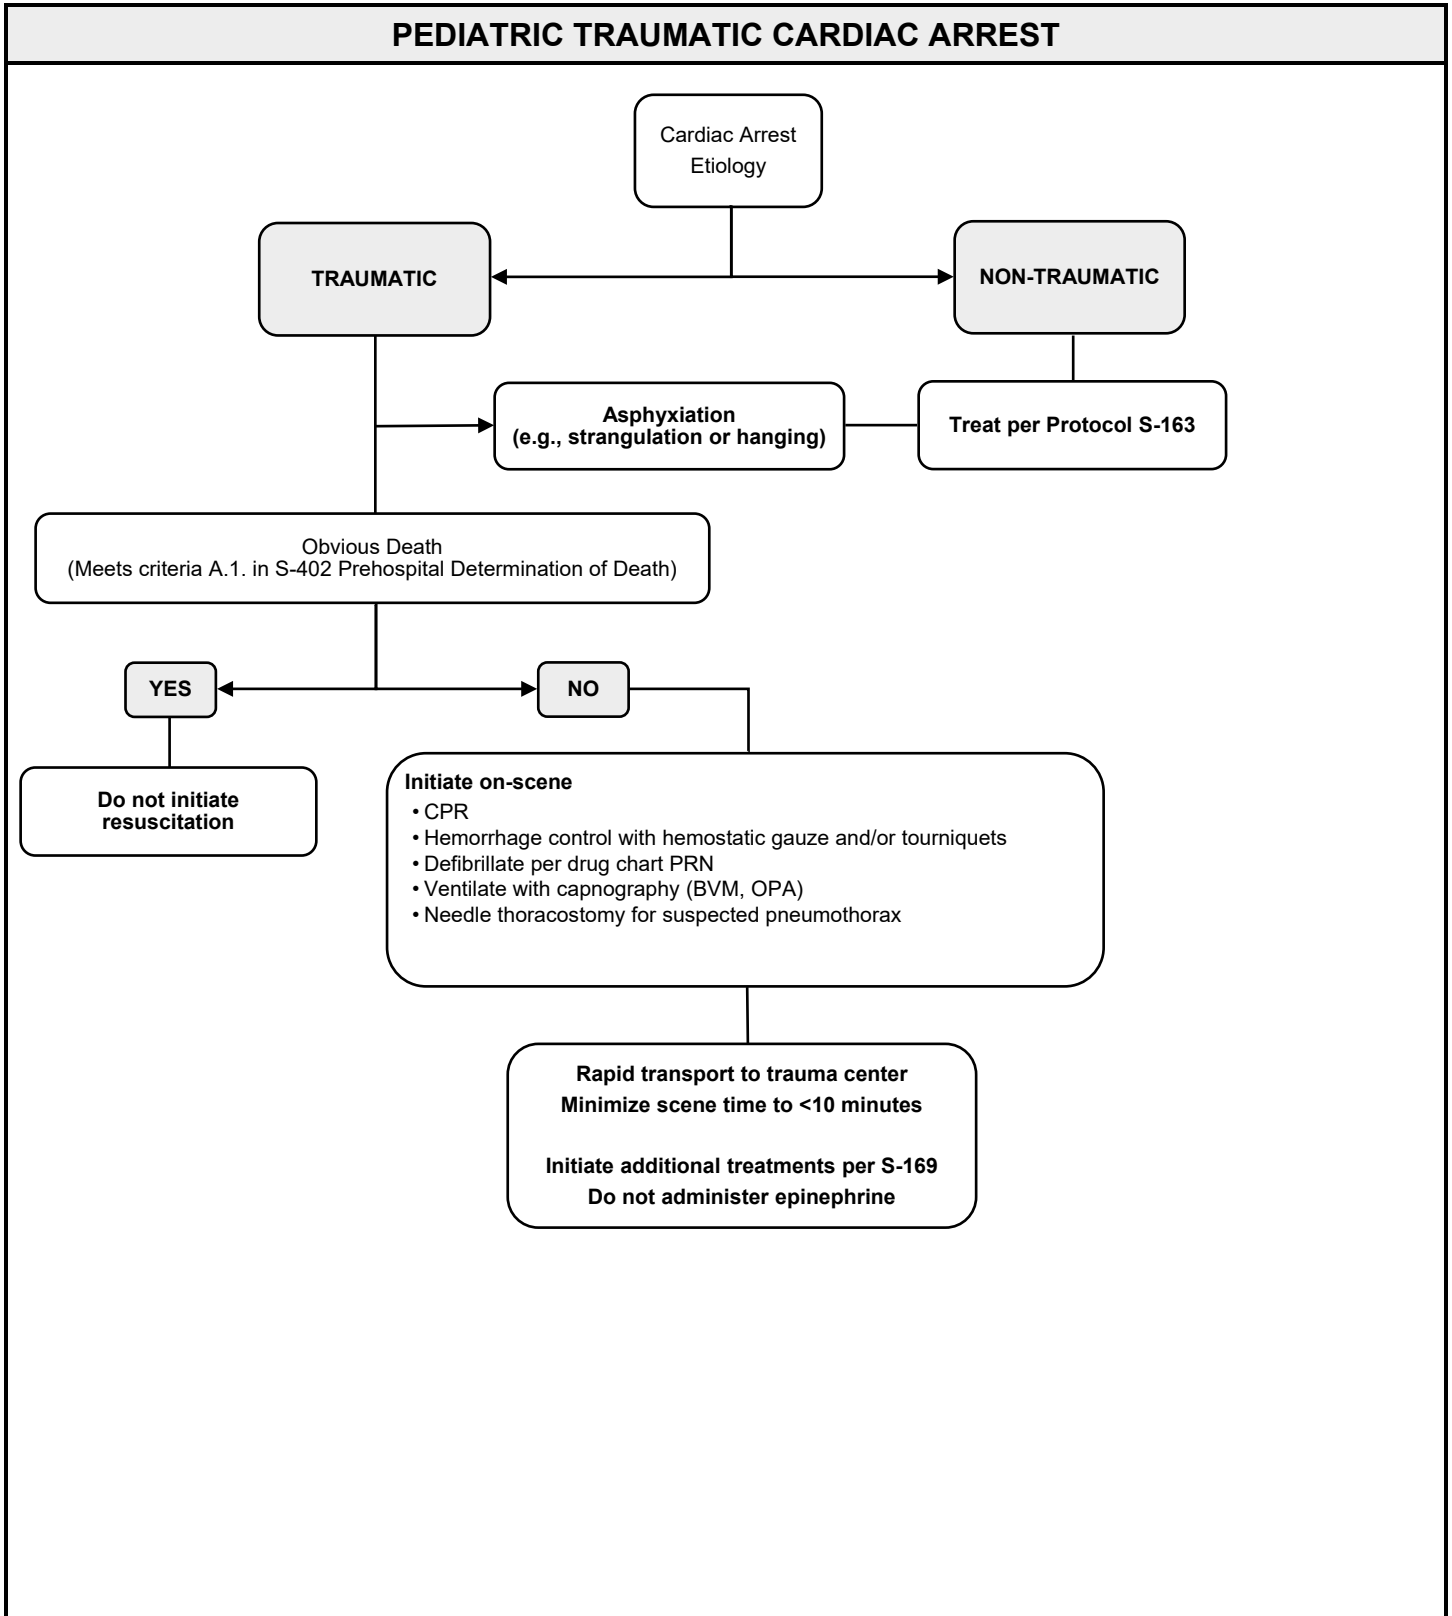 PEDIATRIC TRAUMATIC CARDIAC ARREST
Cardiac Arrest
Etiology
TRAUMATIC
NON-TRAUMATIC
Asphyxiation
(e.g., strangulation or hanging)
Treat per Protocol S-163
Obvious Death
(Meets criteria A.1. in S-402 Prehospital Determination of Death)
YES
NO
Do not initiate
resuscitation
Initiate on-scene
• CPR
• Hemorrhage control with hemostatic gauze and/or tourniquets
• Defibrillate per drug chart PRN
• Ventilate with capnography (BVM, OPA)
• Needle thoracostomy for suspected pneumothorax
Rapid transport to trauma center
Minimize scene time to <10 minutes
Initiate additional treatments per S-169
Do not administer epinephrine